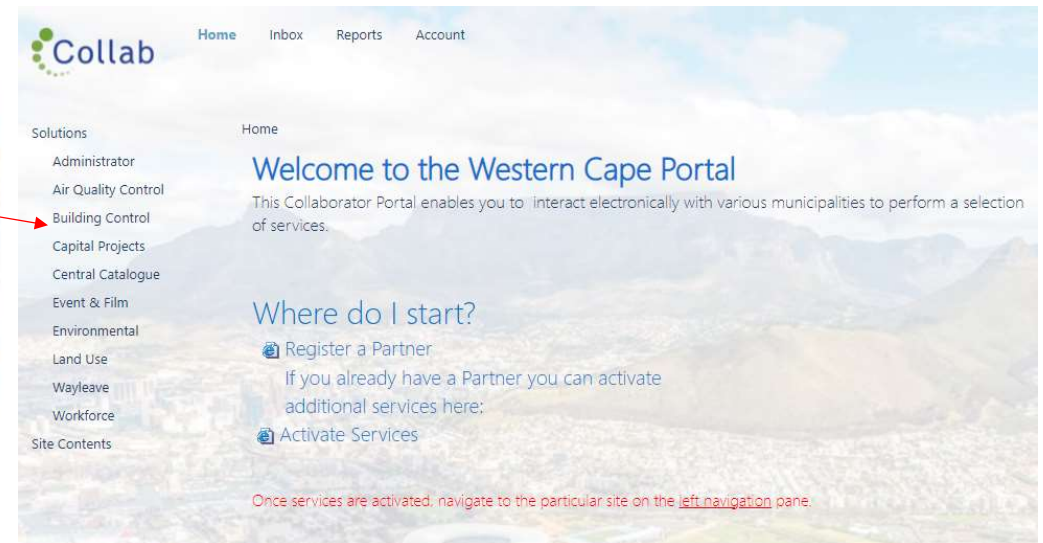 Collab
Home Inbox Reports Account
Solutions
Administrator
Air Quality Control
Building Control
Capital Projects
Central Catalogue
Event & Film
Environmental
Land Use
Wayleave
Workforce
Site Contents
Home
Welcome to the Western Cape Portal
This Collaborator Portal enables you to interact electronically with various municipalities to perform a selection
of services.
Where do I start?
Register a Partner
If you already have a Partner you can activate
additional services here:
Activate Services
Once services are activated, navigate to the particular site on the left navigation pane.